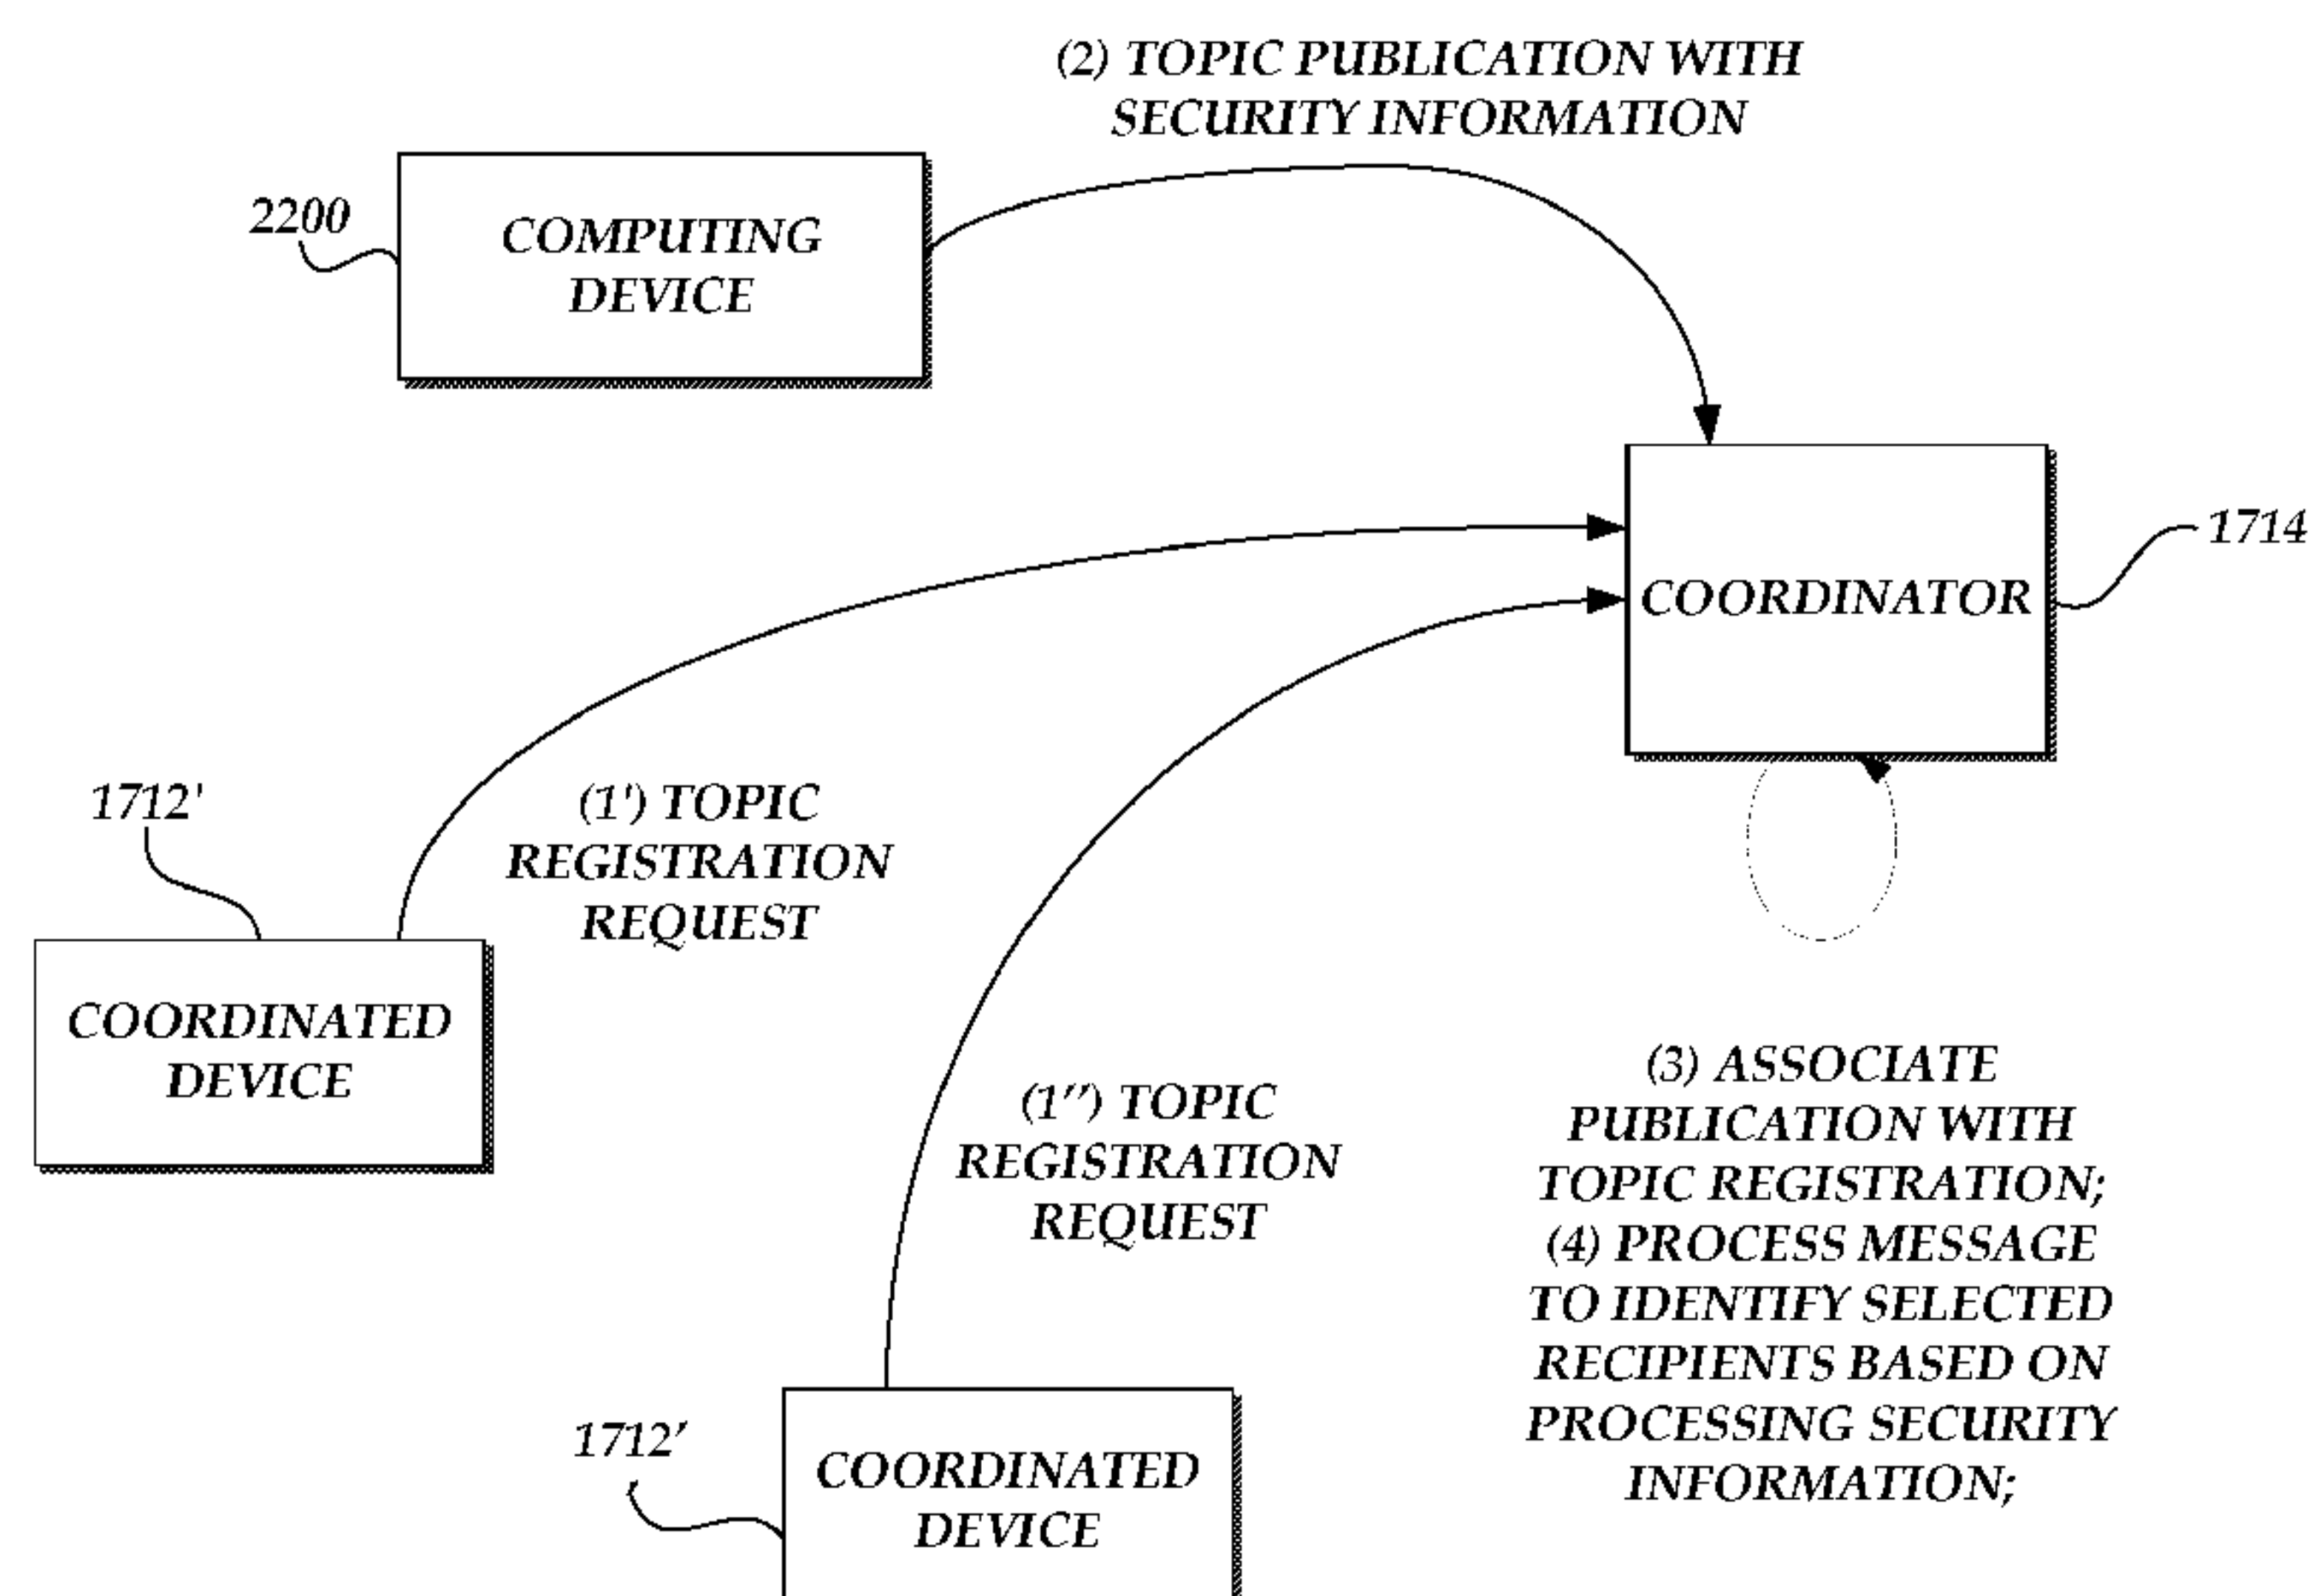 (2) TOPIC PUBLICATION WITH
SECURITY INFORMATION
2200
COMPUTING
DEVICE
1714
COORDINATOR
1712'
(1') TOPIC
REGISTRATION
REQUEST
COORDINATED
DEVICE
(1″) TOPIC
REGISTRATION
REQUEST
(3) ASSOCIATE
PUBLICATION WITH
TOPIC REGISTRATION;
(4) PROCESS MESSAGE
TO IDENTIFY SELECTED
RECIPIENTS BASED ON
PROCESSING SECURITY
INFORMATION;
1712′
COORDINATED
DEVICE